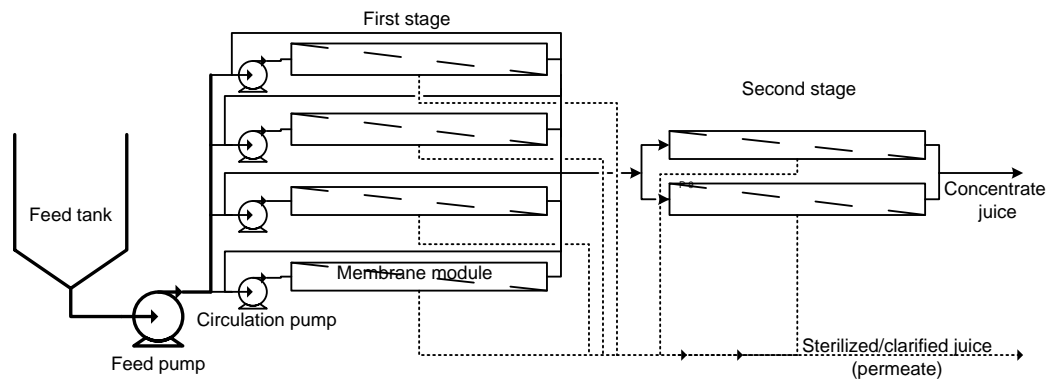 First stage
Second stage
Feed tank
Concentrate
juice
Membrane module
Circulation pump
Feed pump
Sterilized/clarified juice
(permeate)